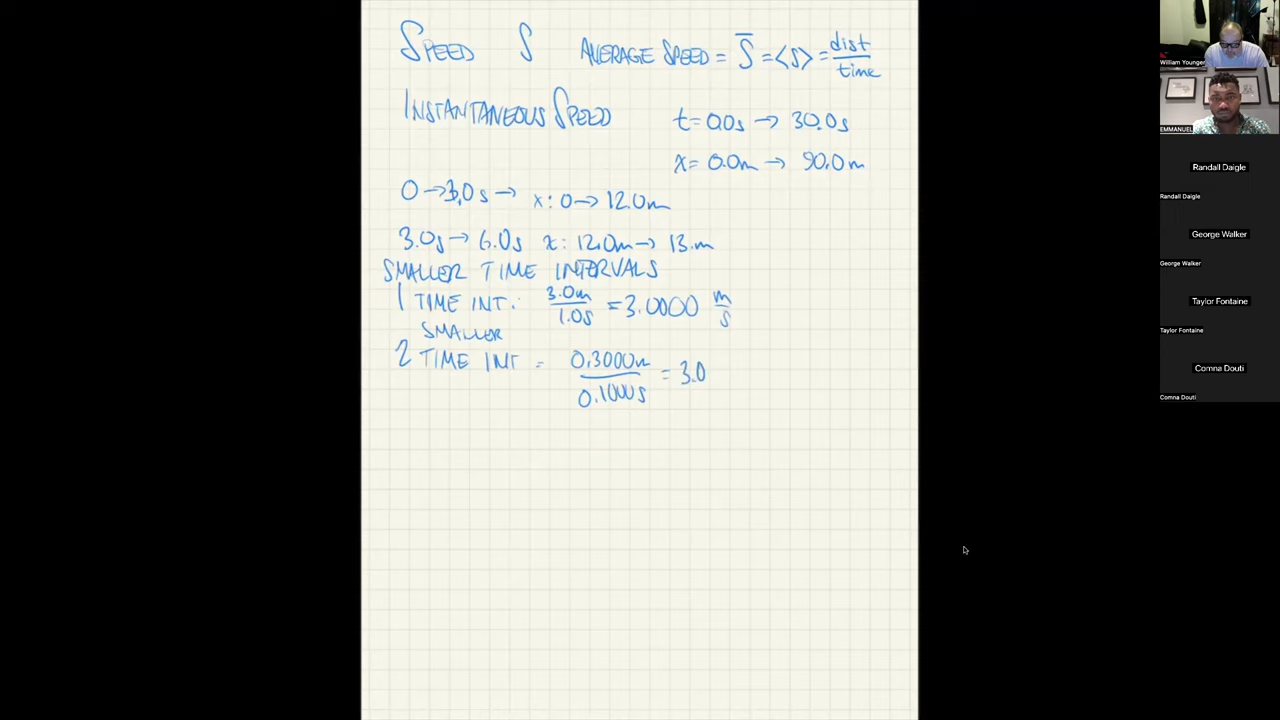 SPEED S AVERAGE SPEED = S̄ = <S> = dist/time
INSTANTANEOUS SPEED
t = 0.0s → 30.0s
x = 0.0m → 90.0m
0 → 3.0s → x: 0 → 12.0m
3.0s → 6.0s x: 12.0m → 13.m
SMALLER TIME INTERVALS
1 TIME INT: 3.0m/1.0s = 3.0000 m/s
SMALLER
2 TIME INT = 0.3000m/0.1000s = 3.0
William Younger
EMMANUEL
Randall Daigle
Randall Daigle
George Walker
George Walker
Taylor Fontaine
Taylor Fontaine
Comna Douti
Comna Douti